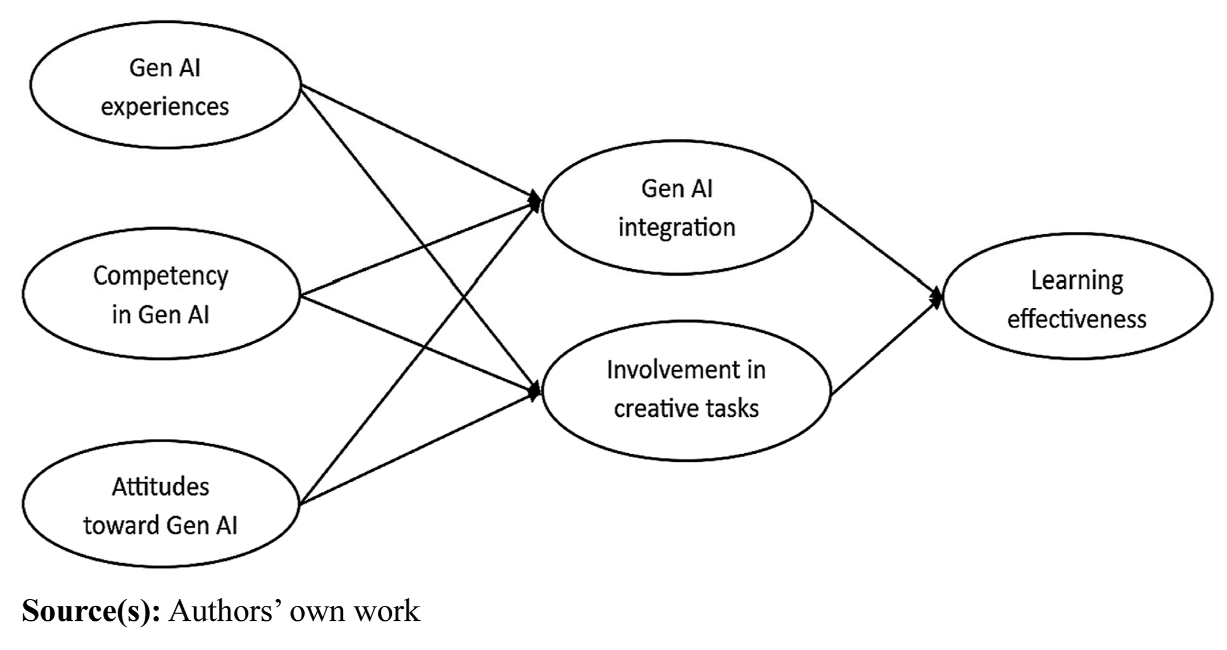 Gen AI
experiences
Competency
in Gen AI
Attitudes
toward Gen AI
Gen AI
integration
Involvement in
creative tasks
Learning
effectiveness
Source(s): Authors’ own work